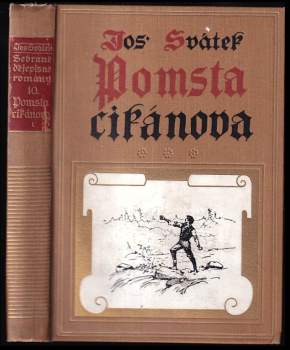 Jos. Svátek
Sebrané
dějepisné
romány
10.
Pomsta
cikánova
I.
Jos. Svátek
Pomsta
cikánova